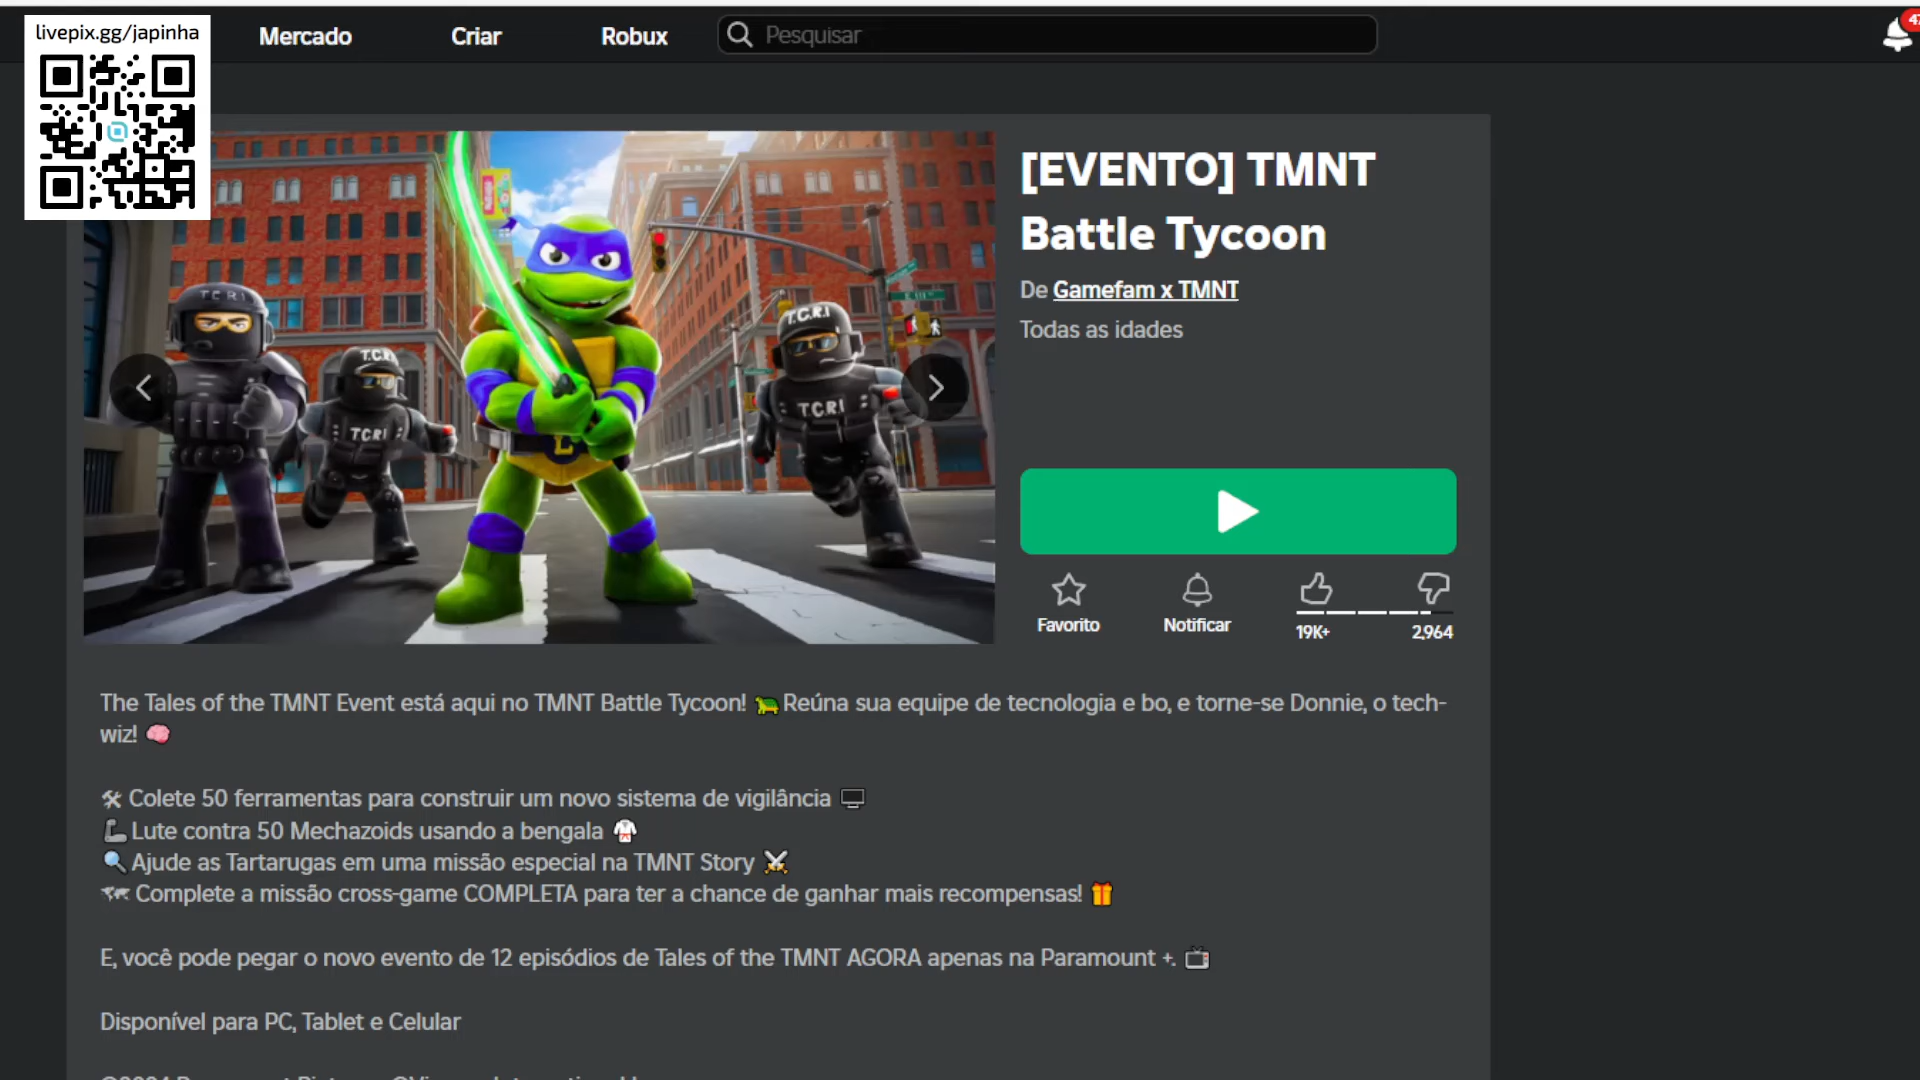 livepix.gg/japinha
Mercado
Criar
Robux
Pesquisar
47
[EVENTO] TMNT
Battle Tycoon
De Gamefam x TMNT
Todas as idades
T.C.R.I
T.C.R.I
TCRI
T.C.R.I
T.C.R.I
L
Favorito
Notificar
19K+
2,964
The Tales of the TMNT Event está aqui no TMNT Battle Tycoon! 🐢Reúna sua equipe de tecnologia e bo, e torne-se Donnie, o tech-
wiz! 🧠
🛠 Colete 50 ferramentas para construir um novo sistema de vigilância 🖥
🦾Lute contra 50 Mechazoids usando a bengala 🥋
🔍Ajude as Tartarugas em uma missão especial na TMNT Story ⚔
🗺 Complete a missão cross-game COMPLETA para ter a chance de ganhar mais recompensas! 🎁
E, você pode pegar o novo evento de 12 episódios de Tales of the TMNT AGORA apenas na Paramount +. 📺
Disponível para PC, Tablet e Celular